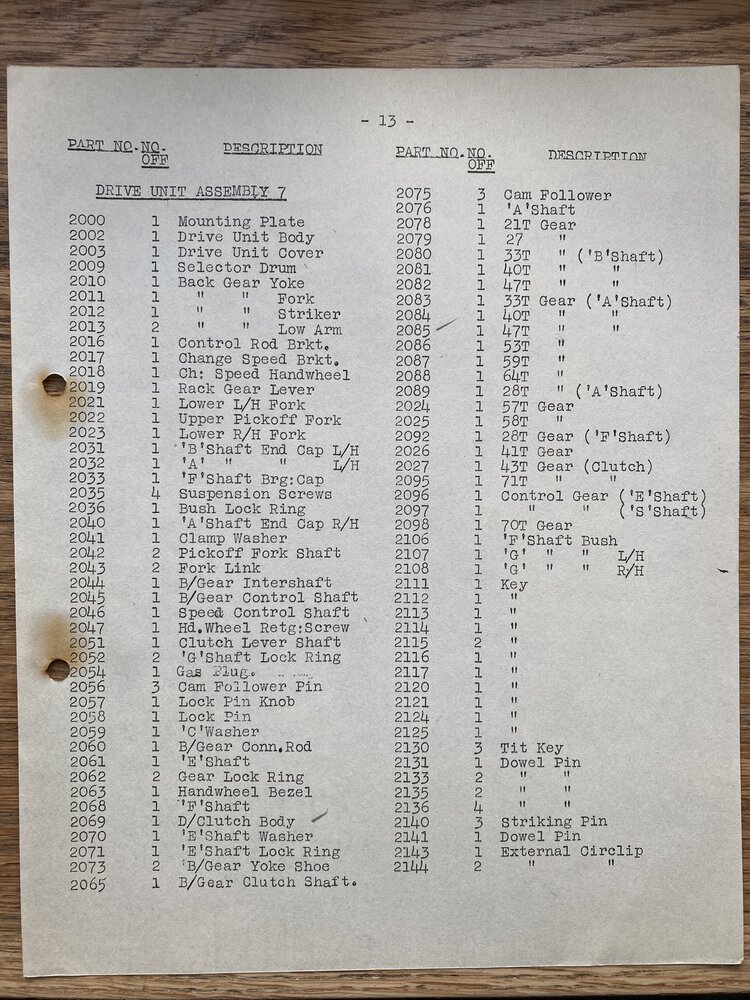 - 13 -
PART NO. NO. OFF DESCRIPTION
DRIVE UNIT ASSEMBLY 7
2000 1 Mounting Plate
2002 1 Drive Unit Body
2003 1 Drive Unit Cover
2009 1 Selector Drum
2010 1 Back Gear Yoke
2011 1 " " Fork
2012 1 " " Striker
2013 2 " " Low Arm
2016 1 Control Rod Brkt.
2017 1 Change Speed Brkt.
2018 1 Ch: Speed Handwheel
2019 1 Rack Gear Lever
2021 1 Lower L/H Fork
2022 1 Upper Pickoff Fork
2023 1 Lower R/H Fork
2031 1 'B'Shaft End Cap L/H
2032 1 'A' " " L/H
2033 1 'F'Shaft Brg:Cap
2035 4 Suspension Screws
2036 1 Bush Lock Ring
2040 1 'A'Shaft End Cap R/H
2041 1 Clamp Washer
2042 2 Pickoff Fork Shaft
2043 2 Fork Link
2044 1 B/Gear Intershaft
2045 1 B/Gear Control Shaft
2046 1 Speed Control Shaft
2047 1 Hd.Wheel Retg:Screw
2051 1 Clutch Lever Shaft
2052 2 'G'Shaft Lock Ring
2054 1 Gas Plug.
2056 3 Cam Follower Pin
2057 1 Lock Pin Knob
2058 1 Lock Pin
2059 1 'C'Washer
2060 1 B/Gear Conn.Rod
2061 1 'E'Shaft
2062 2 Gear Lock Ring
2063 1 Handwheel Bezel
2068 1 'F'Shaft
2069 1 D/Clutch Body
2070 1 'E'Shaft Washer
2071 1 'E'Shaft Lock Ring
2073 2 'B/Gear Yoke Shoe
2065 1 B/Gear Clutch Shaft.
PART NO. NO. OFF DESCRIPTION
2075 3 Cam Follower
2076 1 'A'Shaft
2078 1 21T Gear
2079 1 27 "
2080 1 33T " ('B'Shaft)
2081 1 40T " "
2082 1 47T " "
2083 1 33T Gear ('A'Shaft)
2084 1 40T " "
2085 1 47T " "
2086 1 53T "
2087 1 59T "
2088 1 64T "
2089 1 28T " ('A'Shaft)
2024 1 57T Gear
2025 1 58T "
2092 1 28T Gear ('F'Shaft)
2026 1 41T Gear
2027 1 43T Gear (Clutch)
2095 1 71T " "
2096 1 Control Gear ('E'Shaft)
2097 1 " " ('S'Shaft)
2098 1 70T Gear
2106 1 'F'Shaft Bush
2107 1 'G' " " L/H
2108 1 'G' " " R/H
2111 1 Key
2112 1 "
2113 1 "
2114 1 "
2115 2 "
2116 1 "
2117 1 "
2120 1 "
2121 1 "
2124 1 "
2125 1 "
2130 3 Tit Key
2131 1 Dowel Pin
2133 2 " "
2135 2 " "
2136 4 " "
2140 3 Striking Pin
2141 1 Dowel Pin
2143 1 External Circlip
2144 2 " "